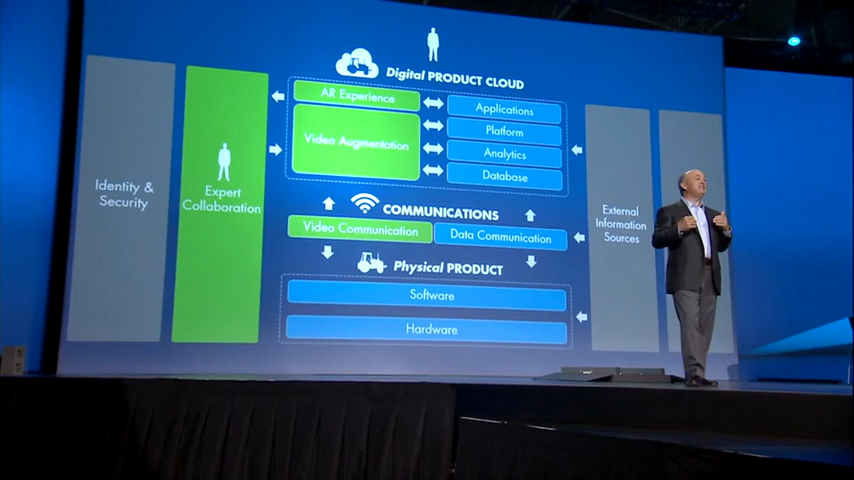 Digital PRODUCT CLOUD
AR Experience
Video Augmentation
Applications
Platform
Analytics
Database
Identity &
Security
Expert
Collaboration
COMMUNICATIONS
Video Communication
Data Communication
External
Information
Sources
Physical PRODUCT
Software
Hardware